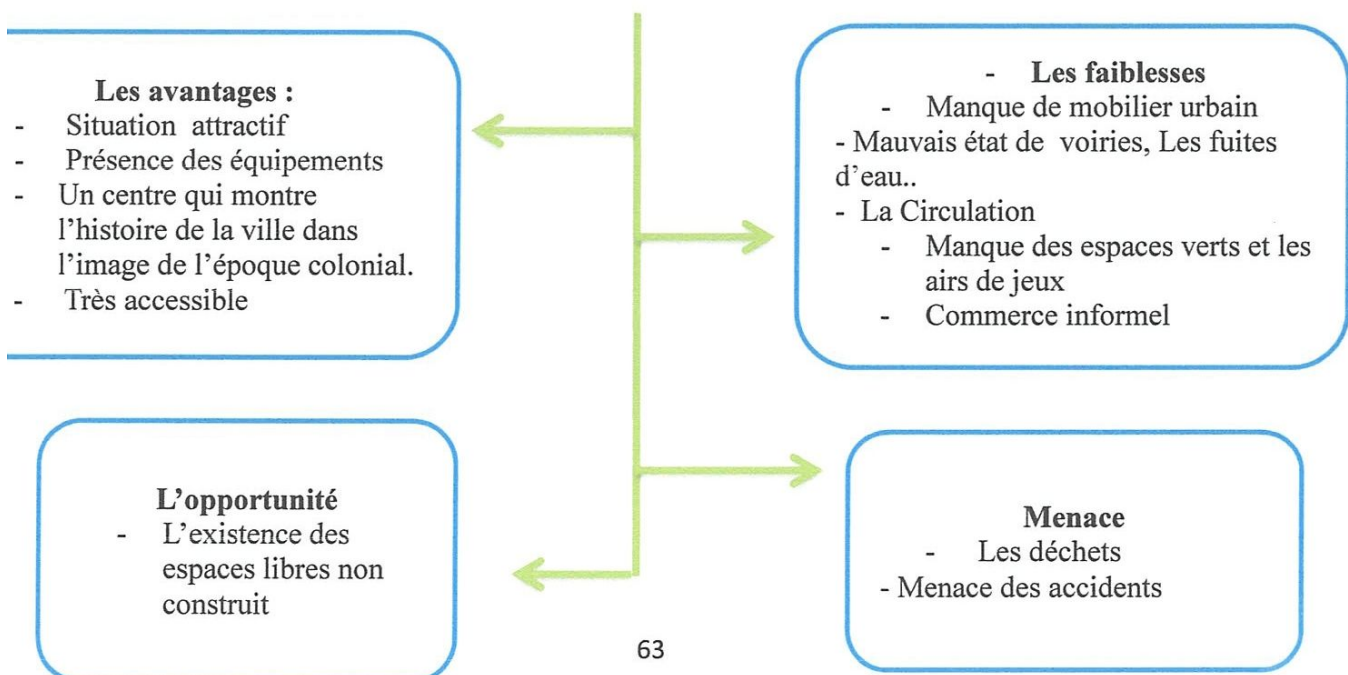 Les avantages :
- Situation attractif
- Présence des équipements
- Un centre qui montre
l'histoire de la ville dans
l'image de l'époque colonial.
- Très accessible
- Les faiblesses
- Manque de mobilier urbain
- Mauvais état de voiries, Les fuites
d'eau..
- La Circulation
- Manque des espaces verts et les
airs de jeux
- Commerce informel
L'opportunité
- L'existence des
espaces libres non
construit
Menace
- Les déchets
- Menace des accidents
63